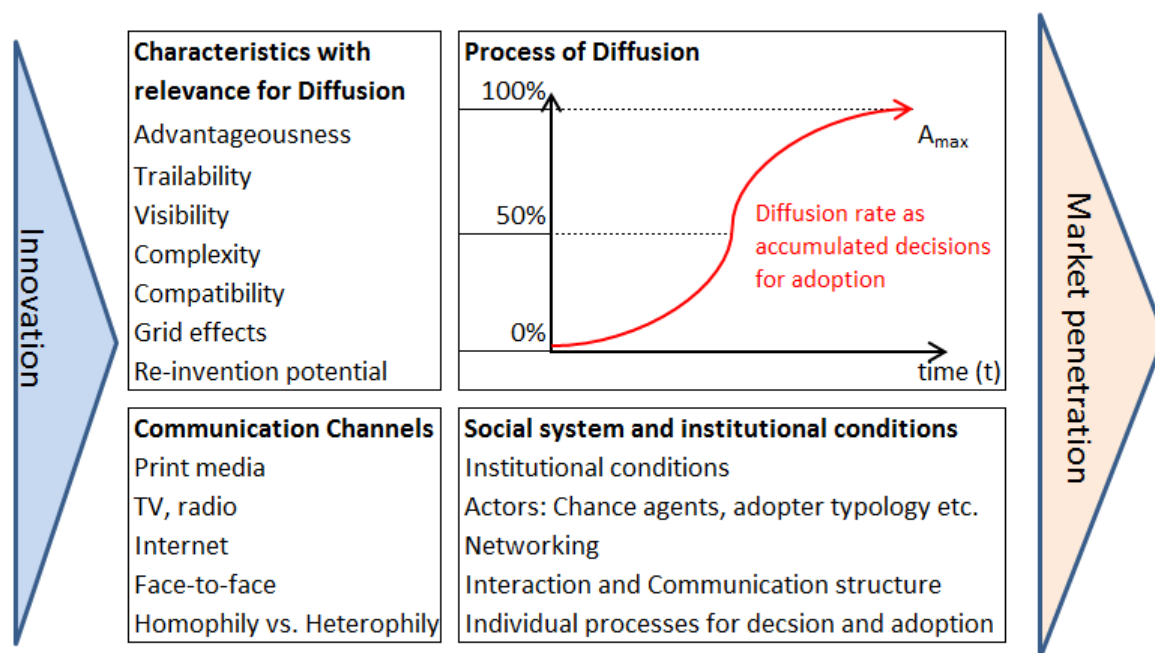 Innovation
Characteristics with
relevance for Diffusion
Advantageousness
Trailability
Visibility
Complexity
Compatibility
Grid effects
Re-invention potential
Process of Diffusion
100%
50%
0%
Amax
Diffusion rate as
accumulated decisions
for adoption
time (t)
Communication Channels
Print media
TV, radio
Internet
Face-to-face
Homophily vs. Heterophily
Social system and institutional conditions
Institutional conditions
Actors: Chance agents, adopter typology etc.
Networking
Interaction and Communication structure
Individual processes for decsion and adoption
Market penetration